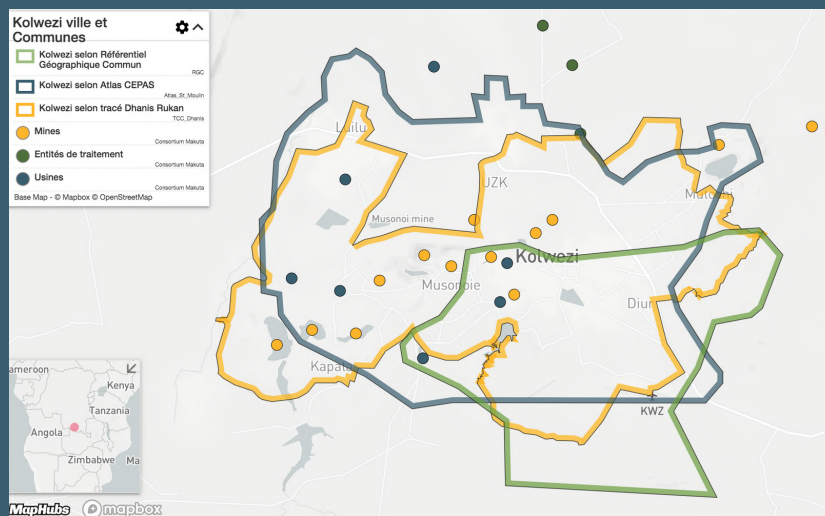 Kolwezi ville et
Communes
Kolwezi selon Référentiel
Géographique Commun
RGC
Kolwezi selon Atlas CEPAS
Atlas_St_Moulin
Kolwezi selon tracé Dhanis Rukan
TCC_Dhanis
Mines
Consortium Makuta
Entités de traitement
Consortium Makuta
Usines
Consortium Makuta
Base Map - © Mapbox © OpenStreetMap
Luilu
UZK
Musonoi mine
Kolwezi
Musonoie
Diur
Kapata
KWZ
ameroon
Kenya
Tanzania
Angola
Zimbabwe
Ma
MapHubs
mapbox